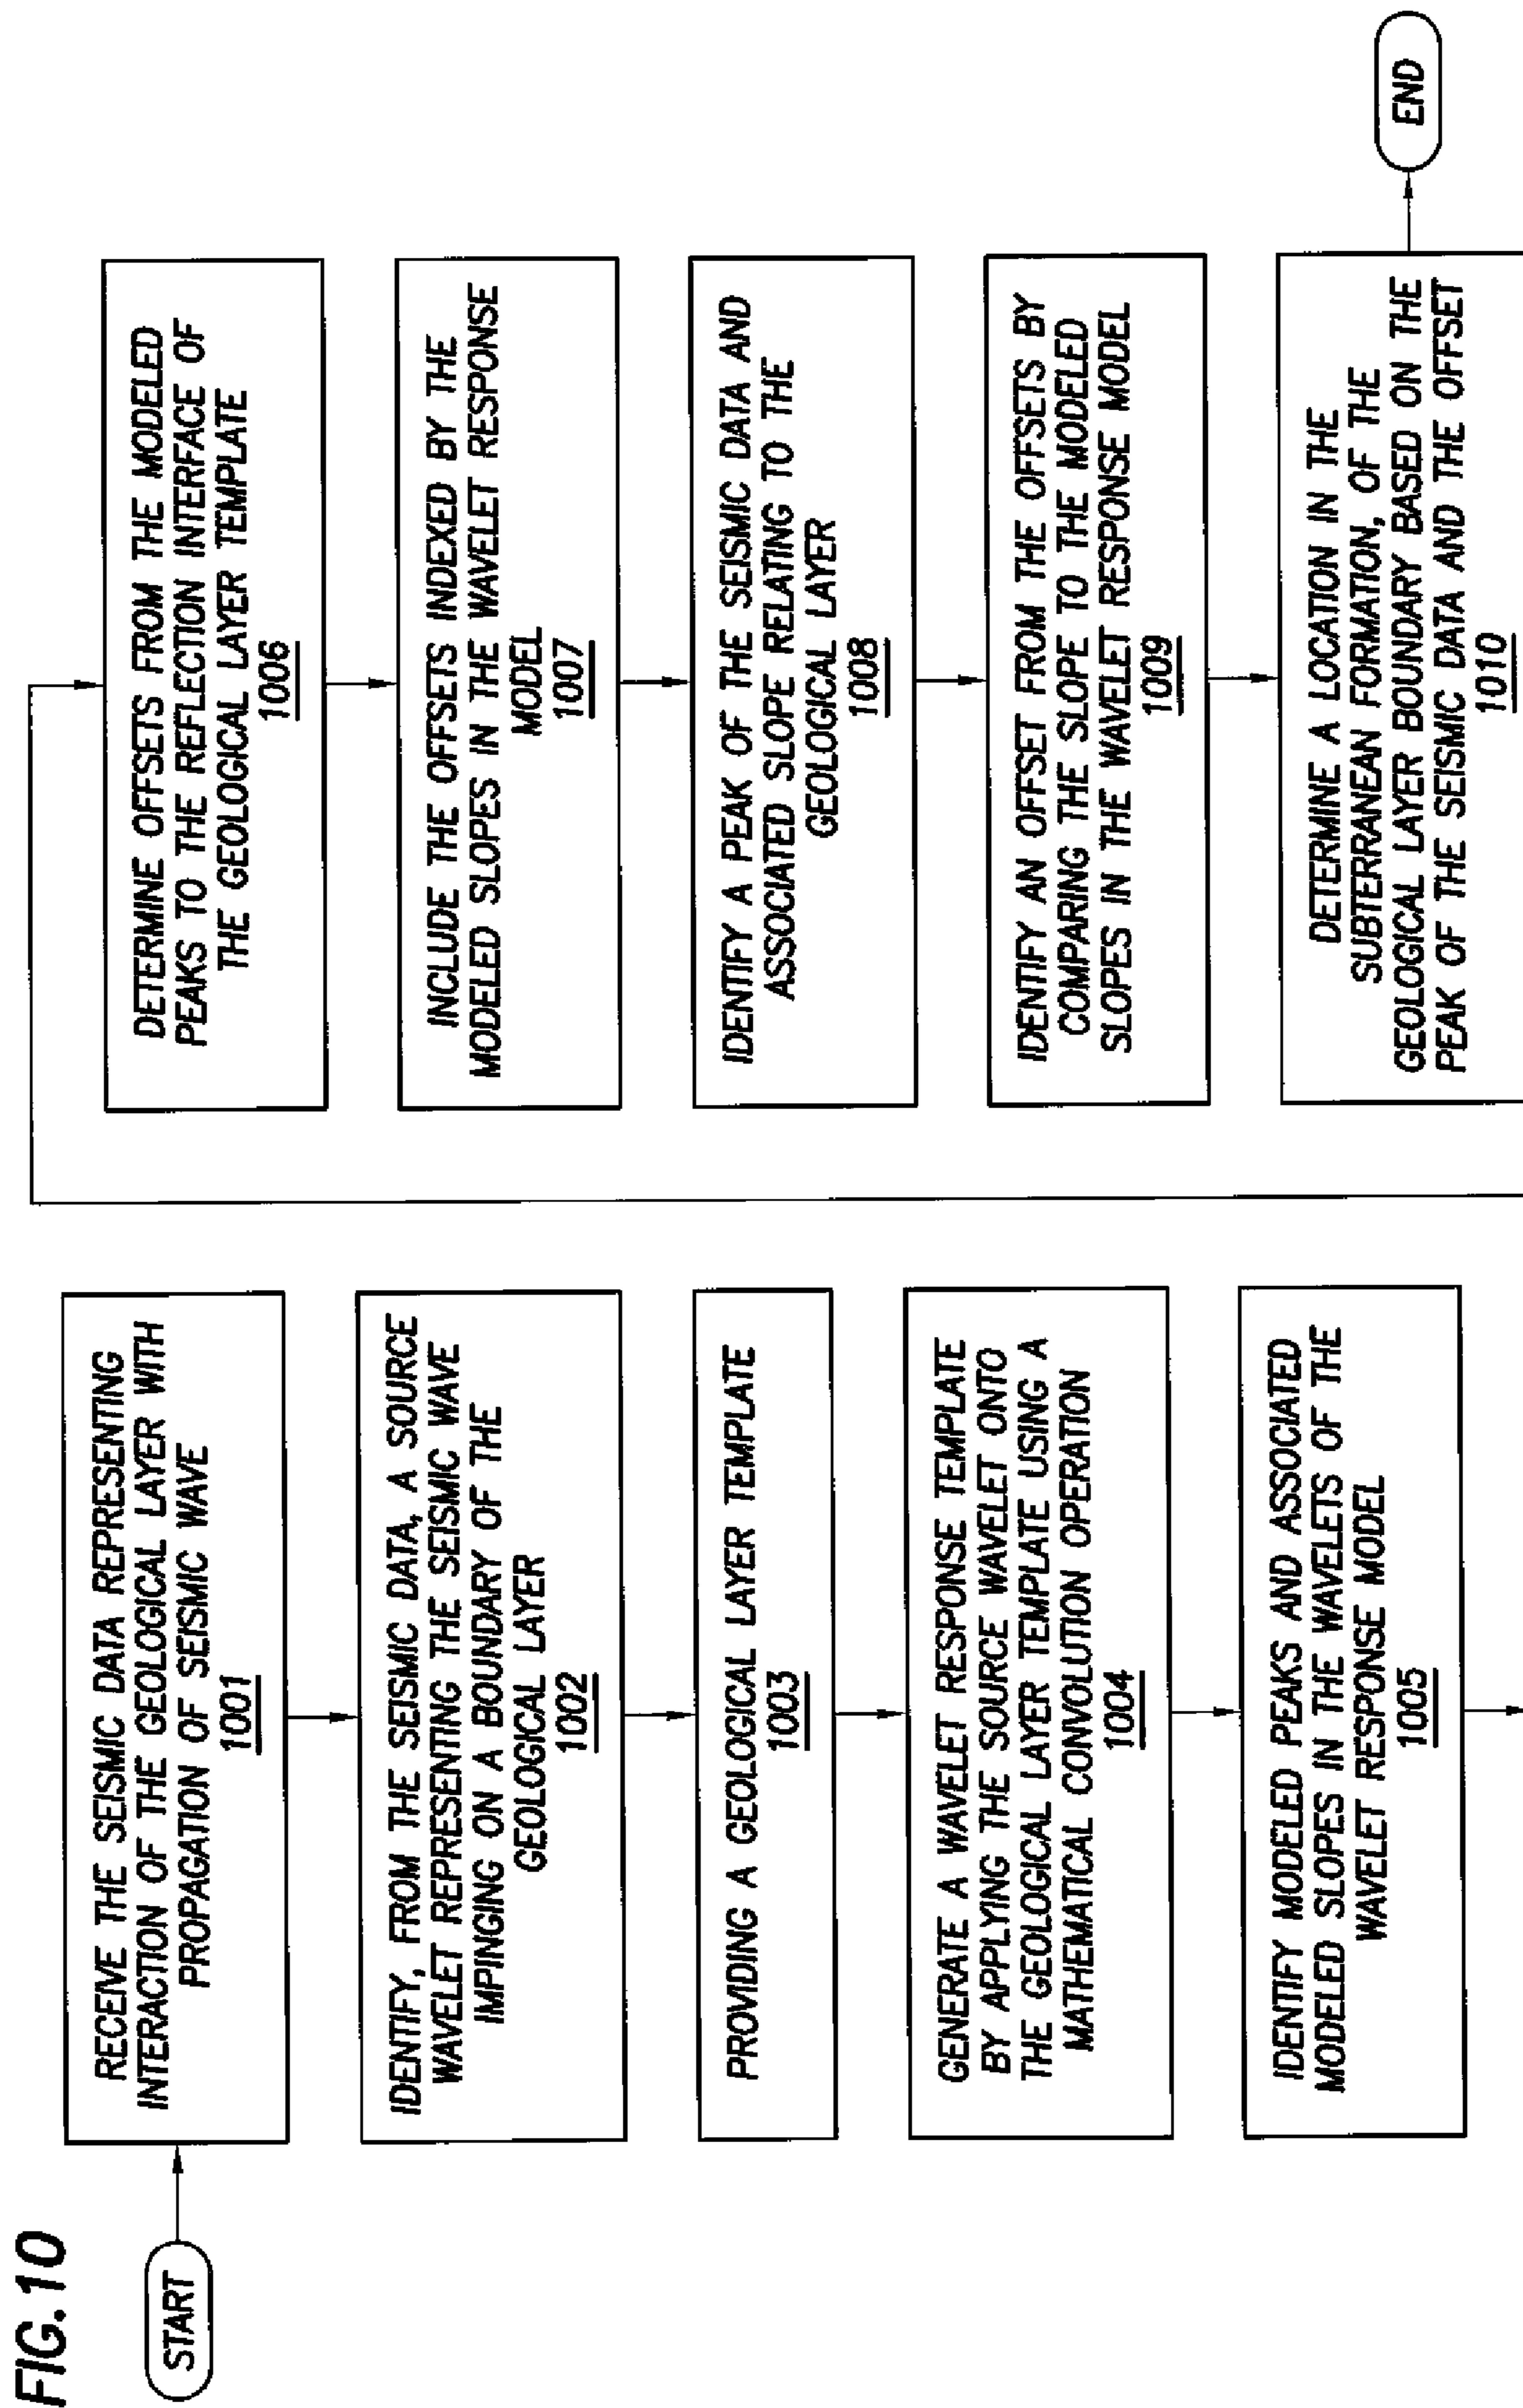 FIG. 10
START
RECEIVE THE SEISMIC DATA REPRESENTING
INTERACTION OF THE GEOLOGICAL LAYER WITH
PROPAGATION OF SEISMIC WAVE
1001
IDENTIFY, FROM THE SEISMIC DATA, A SOURCE
WAVELET REPRESENTING THE SEISMIC WAVE
IMPINGING ON A BOUNDARY OF THE
GEOLOGICAL LAYER
1002
PROVIDING A GEOLOGICAL LAYER TEMPLATE
1003
GENERATE A WAVELET RESPONSE TEMPLATE
BY APPLYING THE SOURCE WAVELET ONTO
THE GEOLOGICAL LAYER TEMPLATE USING A
MATHEMATICAL CONVOLUTION OPERATION
1004
IDENTIFY MODELED PEAKS AND ASSOCIATED
MODELED SLOPES IN THE WAVELETS OF THE
WAVELET RESPONSE MODEL
1005
DETERMINE OFFSETS FROM THE MODELED
PEAKS TO THE REFLECTION INTERFACE OF
THE GEOLOGICAL LAYER TEMPLATE
1006
INCLUDE THE OFFSETS INDEXED BY THE
MODELED SLOPES IN THE WAVELET RESPONSE
MODEL
1007
IDENTIFY A PEAK OF THE SEISMIC DATA AND
ASSOCIATED SLOPE RELATING TO THE
GEOLOGICAL LAYER
1008
IDENTIFY AN OFFSET FROM THE OFFSETS BY
COMPARING THE SLOPE TO THE MODELED
SLOPES IN THE WAVELET RESPONSE MODEL
1009
DETERMINE A LOCATION IN THE
SUBTERRANEAN FORMATION, OF THE
GEOLOGICAL LAYER BOUNDARY BASED ON THE
PEAK OF THE SEISMIC DATA AND THE OFFSET
1010
END